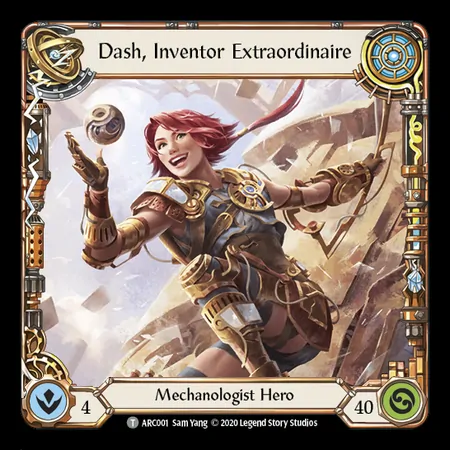 Dash, Inventor Extraordinaire
Mechanologist Hero
4
40
T ARC001 Sam Yang © 2020 Legend Story Studios